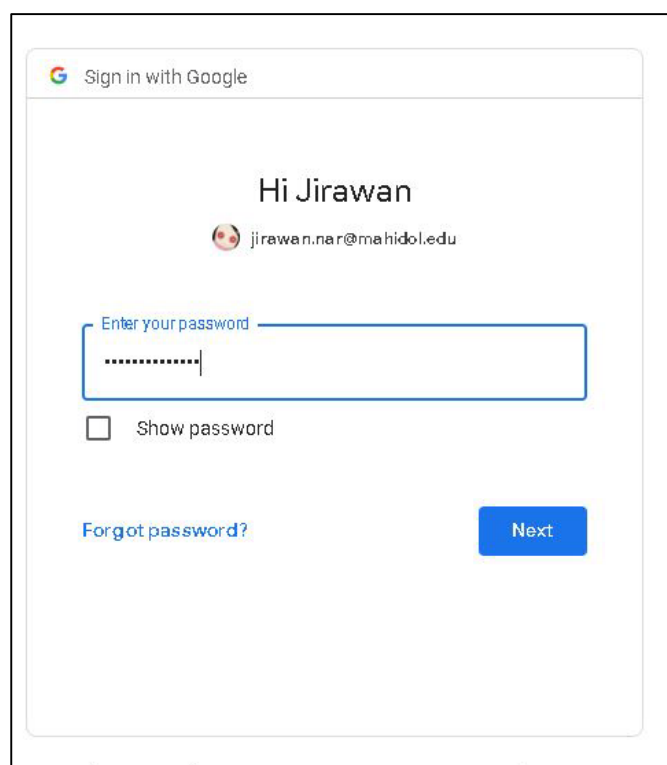 Sign in with Google
Hi Jirawan
jirawan.nar@mahidol.edu
Enter your password
••••••••••••••
Show password
Forgot password?
Next